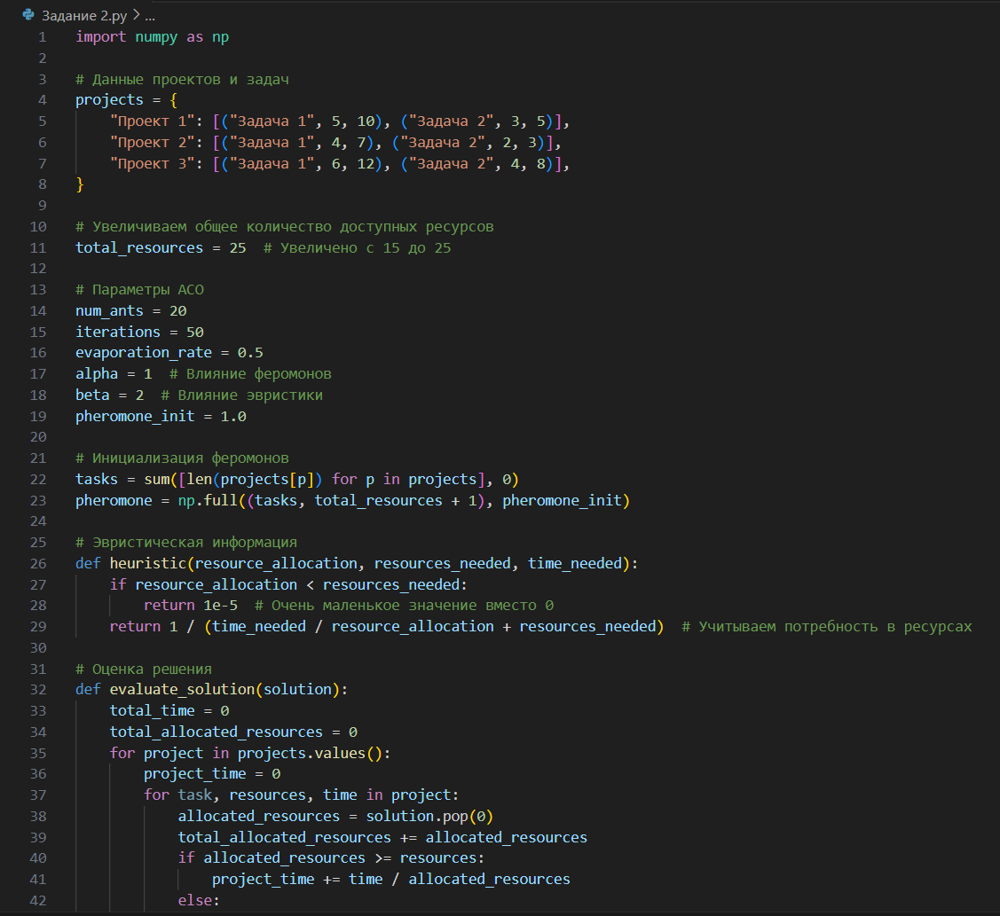 Задание 2.py > ...
1 import numpy as np
2
3 # Данные проектов и задач
4 projects = {
5     "Проект 1": [("Задача 1", 5, 10), ("Задача 2", 3, 5)],
6     "Проект 2": [("Задача 1", 4, 7), ("Задача 2", 2, 3)],
7     "Проект 3": [("Задача 1", 6, 12), ("Задача 2", 4, 8)],
8 }
9
10 # Увеличиваем общее количество доступных ресурсов
11 total_resources = 25  # Увеличено с 15 до 25
12
13 # Параметры ACO
14 num_ants = 20
15 iterations = 50
16 evaporation_rate = 0.5
17 alpha = 1  # Влияние феромонов
18 beta = 2  # Влияние эвристики
19 pheromone_init = 1.0
20
21 # Инициализация феромонов
22 tasks = sum([len(projects[p]) for p in projects], 0)
23 pheromone = np.full((tasks, total_resources + 1), pheromone_init)
24
25 # Эвристическая информация
26 def heuristic(resource_allocation, resources_needed, time_needed):
27     if resource_allocation < resources_needed:
28         return 1e-5  # Очень маленькое значение вместо 0
29     return 1 / (time_needed / resource_allocation + resources_needed)  # Учитываем потребность в ресурсах
30
31 # Оценка решения
32 def evaluate_solution(solution):
33     total_time = 0
34     total_allocated_resources = 0
35     for project in projects.values():
36         project_time = 0
37         for task, resources, time in project:
38             allocated_resources = solution.pop(0)
39             total_allocated_resources += allocated_resources
40             if allocated_resources >= resources:
41                 project_time += time / allocated_resources
42             else: